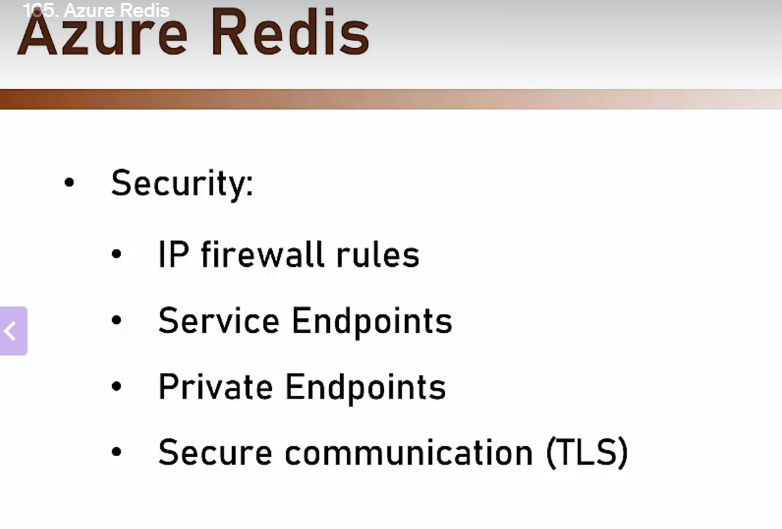 105. Azure Redis
Azure Redis
• Security:
• IP firewall rules
• Service Endpoints
• Private Endpoints
• Secure communication (TLS)